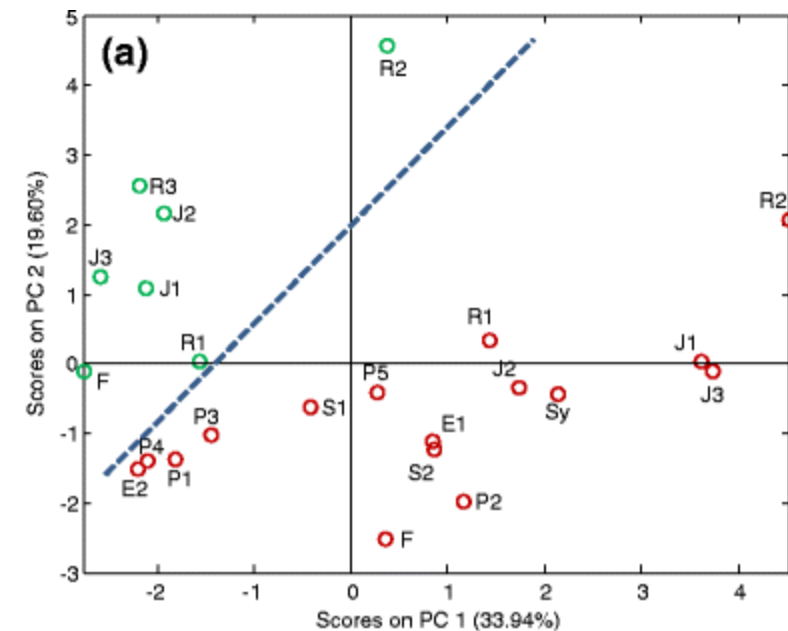 (a)
5
4
3
2
1
0
-1
-2
-3
Scores on PC 2 (19.60%)
R2
R3
J2
J3
J1
R1
F
R2
R1
J1
J2
J3
Sy
P5
S1
P3
P4
P1
E2
E1
S2
P2
F
-2 -1 0 1 2 3 4
Scores on PC 1 (33.94%)